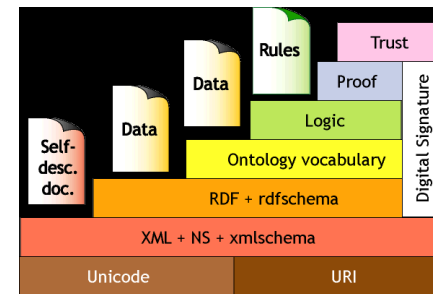 Rules
Trust
Data
Proof
Data
Logic
Self-
desc.
doc.
Ontology vocabulary
Digital Signature
RDF + rdfschema
XML + NS + xmlschema
Unicode
URI